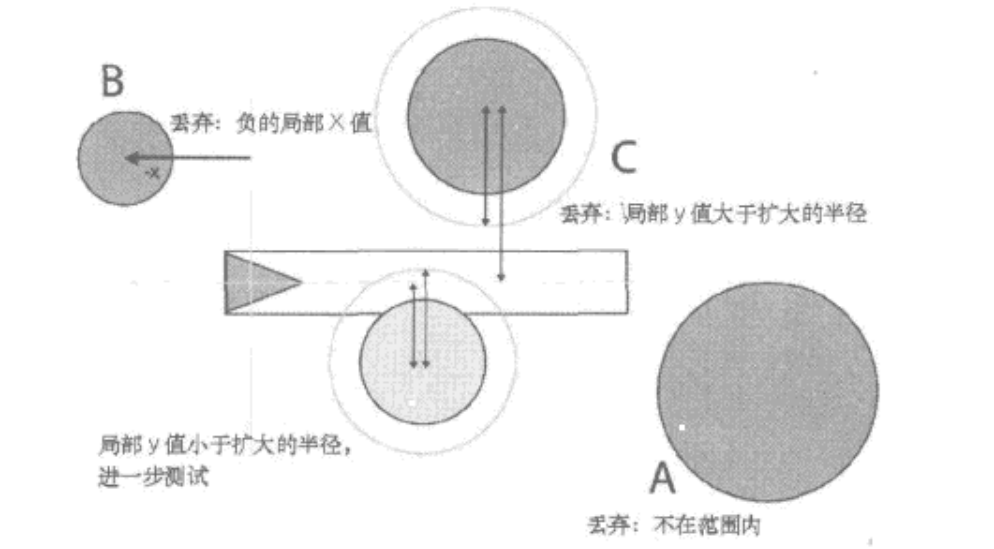 B
丢弃：负的局部 X 值
-x
C
丢弃：局部 y 值大于扩大的半径
局部 y 值小于扩大的半径，
进一步测试
A
丢弃：不在范围内